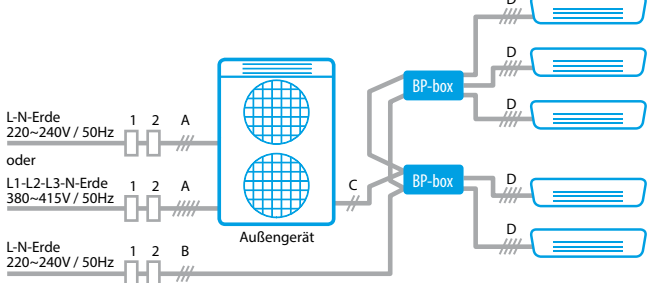 D
D
BP-box
L-N-Erde
220~240V / 50Hz
1 2 A
D
oder
L1-L2-L3-N-Erde
380~415V / 50Hz
1 2 A
C
BP-box
D
Außengerät
D
L-N-Erde
220~240V / 50Hz
1 2 B